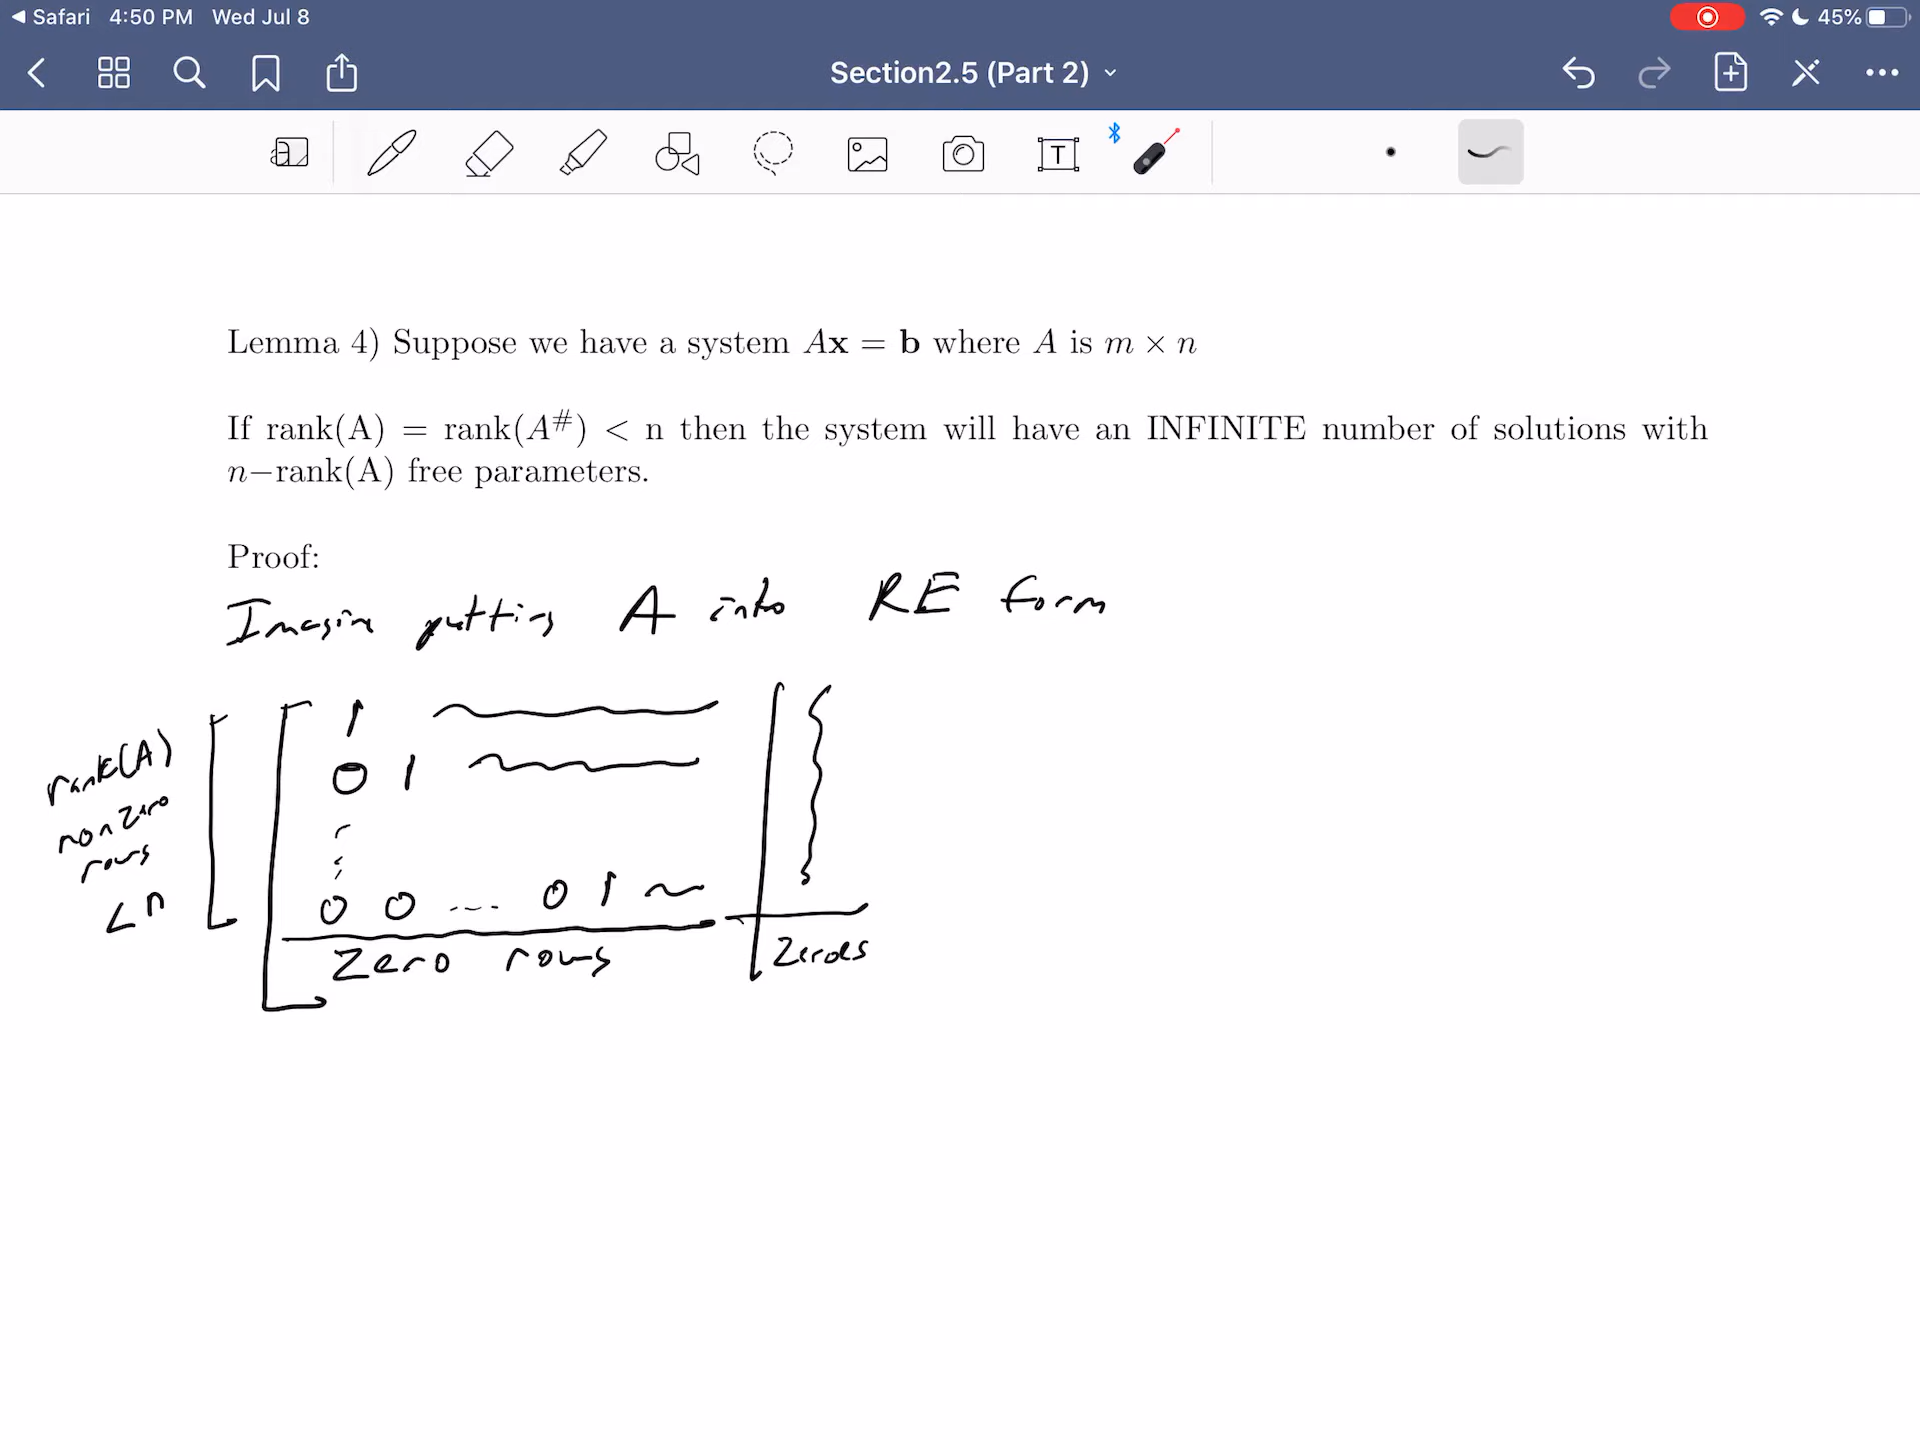 Safari 4:50 PM Wed Jul 8 45%
Section2.5 (Part 2)
a T
Lemma 4) Suppose we have a system Ax = b where A is m × n
If rank(A) = rank(A#) < n then the system will have an INFINITE number of solutions with
n−rank(A) free parameters.
Proof:
Imagine putting A into RE form
rank(A)
nonzero
rows
< n
1
0 1
0 0 ... 0 1
Zero rows
Zeroes